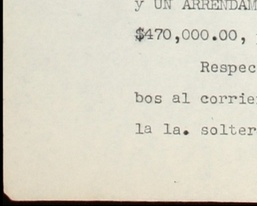 y UN ARRENDAM
$470,000.00,
Respec
bos al corrie
la la. solter